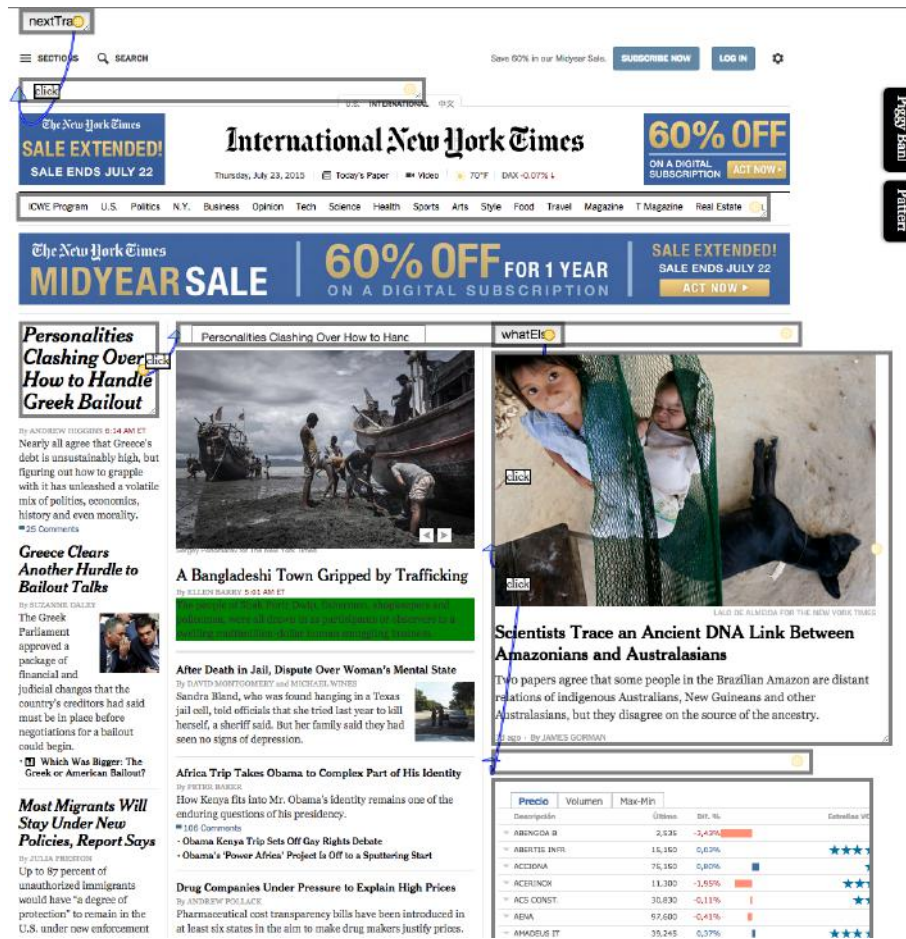 nextTra
SECTIONS
SEARCH
Save 60% in our Midyear Sale.
SUBSCRIBE NOW
LOG IN
click
U.S. INTERNATIONAL 中文
The New York Times
SALE EXTENDED!
SALE ENDS JULY 22
International New York Times
Thursday, July 23, 2015
Today's Paper
Video
70°F
DAX -0.07% ↓
60% OFF
ON A DIGITAL
SUBSCRIPTION
ACT NOW
Piggy Bank
Pattern
ICWE Program U.S. Politics N.Y. Business Opinion Tech Science Health Sports Arts Style Food Travel Magazine T Magazine Real Estate
The New York Times
MIDYEAR SALE
60% OFF FOR 1 YEAR
ON A DIGITAL SUBSCRIPTION
SALE EXTENDED!
SALE ENDS JULY 22
ACT NOW
Personalities
Clashing Over
How to Handle
Greek Bailout
click
By ANDREW HIGGINS 6:14 AM ET
Nearly all agree that Greece's
debt is unsustainably high, but
figuring out how to grapple
with it has unleashed a volatile
mix of politics, economics,
history and even morality.
25 Comments
Greece Clears
Another Hurdle to
Bailout Talks
By SUZANNE DALEY
The Greek
Parliament
approved a
package of
financial and
judicial changes that the
country's creditors had said
must be in place before
negotiations for a bailout
could begin.
· Which Was Bigger: The
Greek or American Bailout?
Most Migrants Will
Stay Under New
Policies, Report Says
By JULIA PRESTON
Up to 87 percent of
unauthorized immigrants
would have "a degree of
protection" to remain in the
U.S. under new enforcement
Personalities Clashing Over How to Hanc
for The New York Times
A Bangladeshi Town Gripped by Trafficking
By ELLEN BARRY 5:01 AM ET
After Death in Jail, Dispute Over Woman's Mental State
By DAVID MONTGOMERY and MICHAEL WINES
Sandra Bland, who was found hanging in a Texas
jail cell, told officials that she tried last year to kill
herself, a sheriff said. But her family said they had
seen no signs of depression.
Africa Trip Takes Obama to Complex Part of His Identity
By PETER BAKER
How Kenya fits into Mr. Obama's identity remains one of the
enduring questions of his presidency.
106 Comments
· Obama Kenya Trip Sets Off Gay Rights Debate
· Obama's 'Power Africa' Project Is Off to a Sputtering Start
Drug Companies Under Pressure to Explain High Prices
By ANDREW POLLACK
Pharmaceutical cost transparency bills have been introduced in
at least six states in the aim to make drug makers justify prices.
whatEls
click
click
LALO DE ALMEIDA FOR THE NEW YORK TIMES
Scientists Trace an Ancient DNA Link Between
Amazonians and Australasians
Two papers agree that some people in the Brazilian Amazon are distant
relations of indigenous Australians, New Guineans and other
Australasians, but they disagree on the source of the ancestry.
ago · By JAMES GORMAN
Precio Volumen Max-Min
Descripción Último Dif. % Estrellas
ABENGOA B 2,535 -3,43%
ABERTIS INFR. 15,150 0,03%
ACCIONA 75,150 0,80%
ACERINOX 11,300 -1,95%
ACS CONST. 30,830 -0,11%
AENA 97,600 -0,41%
AMADEUS IT 39,245 0,37%